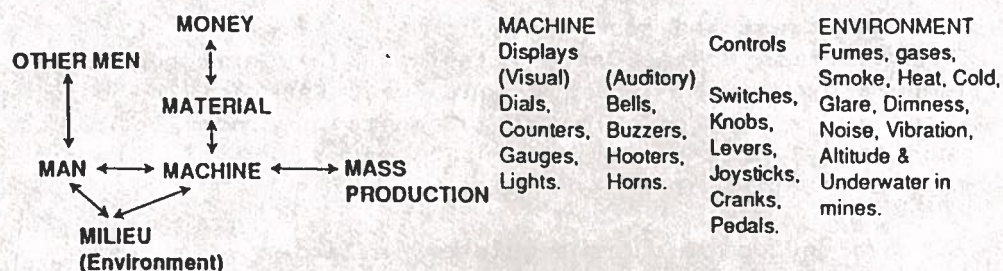 MONEY
OTHER MEN
MATERIAL
MAN
MACHINE
MASS
PRODUCTION
MILIEU
(Environment)
MACHINE
Displays
(Visual)
Dials,
Counters,
Gauges,
Lights.
(Auditory)
Bells,
Buzzers,
Hooters,
Horns.
Controls
Switches,
Knobs,
Levers,
Joysticks,
Cranks,
Pedals.
ENVIRONMENT
Fumes, gases,
Smoke, Heat, Cold,
Glare, Dimness,
Noise, Vibration,
Altitude &
Underwater in
mines.